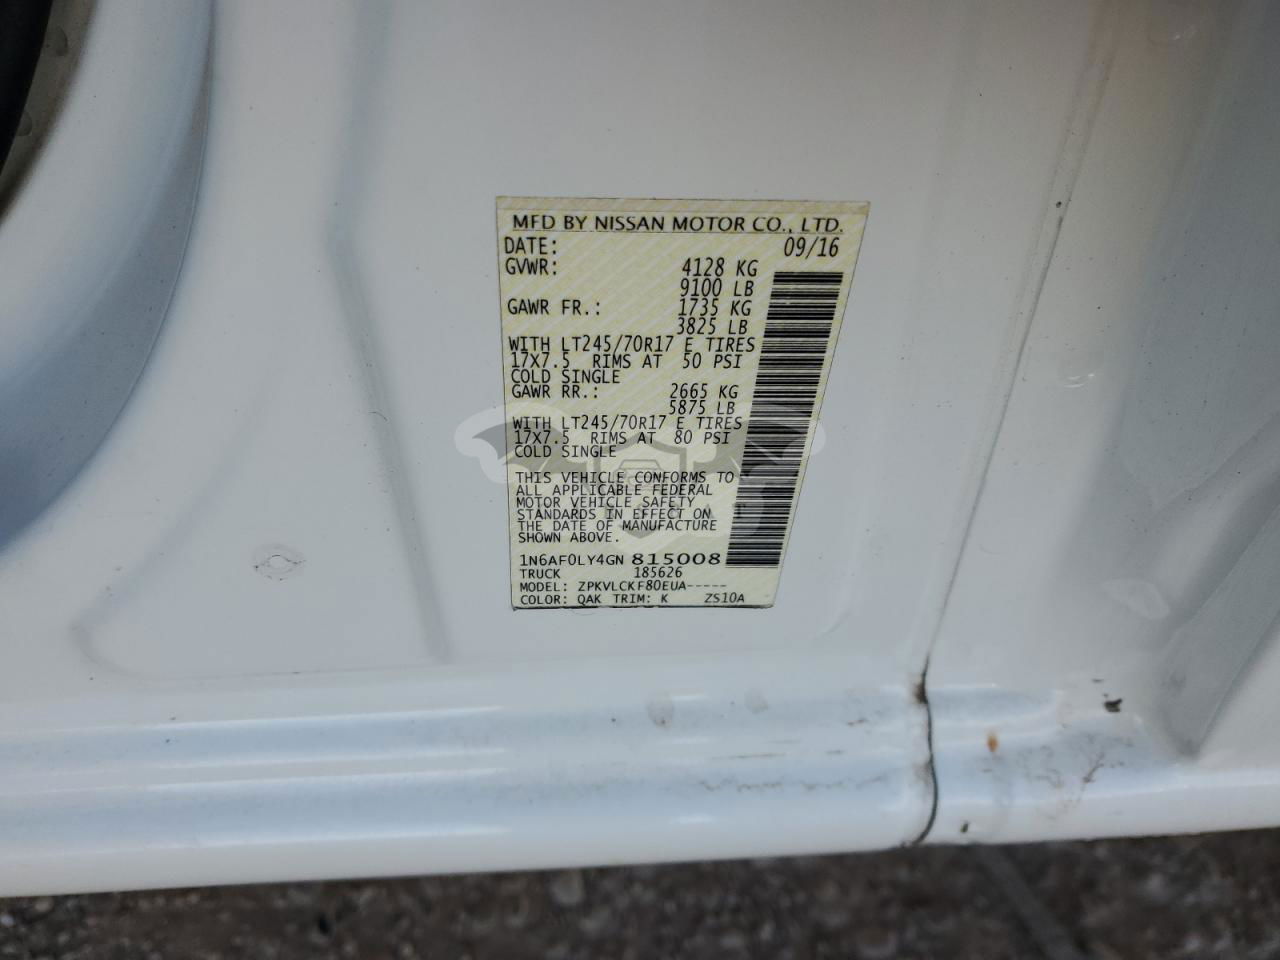 MFD BY NISSAN MOTOR CO., LTD.
DATE: 09/16
GVWR: 4128 KG
9100 LB
GAWR FR.: 1735 KG
3825 LB
WITH LT245/70R17 E TIRES
17X7.5 RIMS AT 50 PSI
COLD SINGLE
GAWR RR.: 2665 KG
5875 LB
WITH LT245/70R17 E TIRES
17X7.5 RIMS AT 80 PSI
COLD SINGLE
THIS VEHICLE CONFORMS TO
ALL APPLICABLE FEDERAL
MOTOR VEHICLE SAFETY
STANDARDS IN EFFECT ON
THE DATE OF MANUFACTURE
SHOWN ABOVE.
1N6AF0LY4GN 815008
TRUCK 185626
MODEL: ZPKVLCKF80EUA-----
COLOR: QAK TRIM: K ZS10A